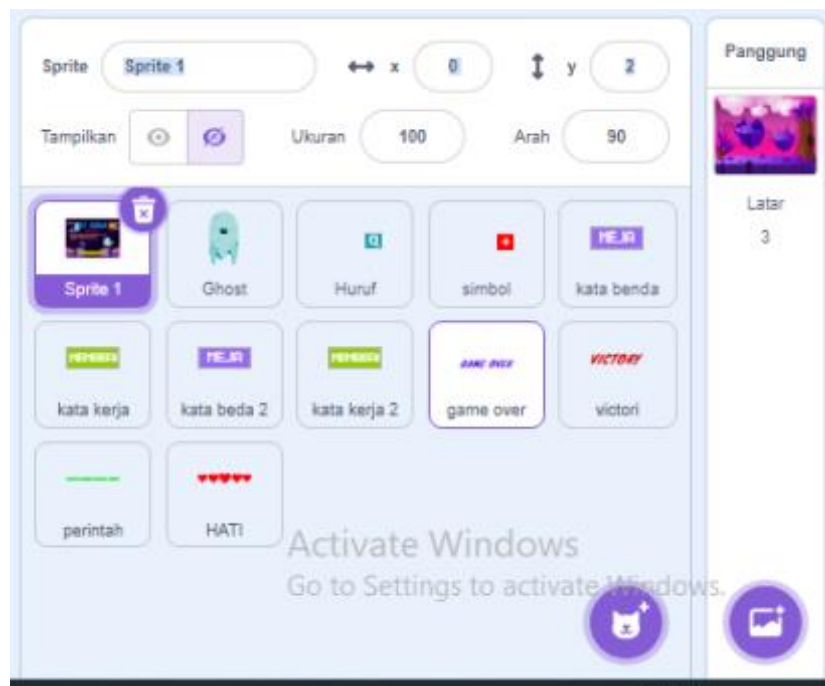 Sprite Sprite 1 x 0 y 2
Tampilkan Ukuran 100 Arah 90
Panggung
Latar
3
MEJA
Sprite 1 Ghost Huruf simbol kata benda
MEMBERI MEJA MEMBERI GAME OVER VICTORY
kata kerja kata beda 2 kata kerja 2 game over victori
perintah HATI
Activate Windows
Go to Settings to activate Windows.